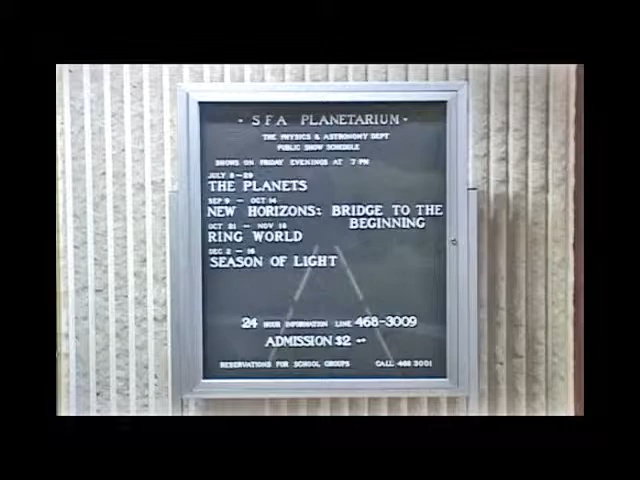 · SFA PLANETARIUM ·
THE PHYSICS & ASTRONOMY DEPT
PUBLIC SHOW SCHEDULE
SHOWS ON FRIDAY EVENINGS AT 7 PM
JULY 8 - 29
THE PLANETS
SEP 9 - OCT 14
NEW HORIZONS: BRIDGE TO THE
BEGINNING
OCT 21 - NOV 18
RING WORLD
DEC 2 - 16
SEASON OF LIGHT
24 HOUR INFORMATION LINE 468-3009
ADMISSION $2
RESERVATIONS FOR SCHOOL GROUPS CALL 468 3001